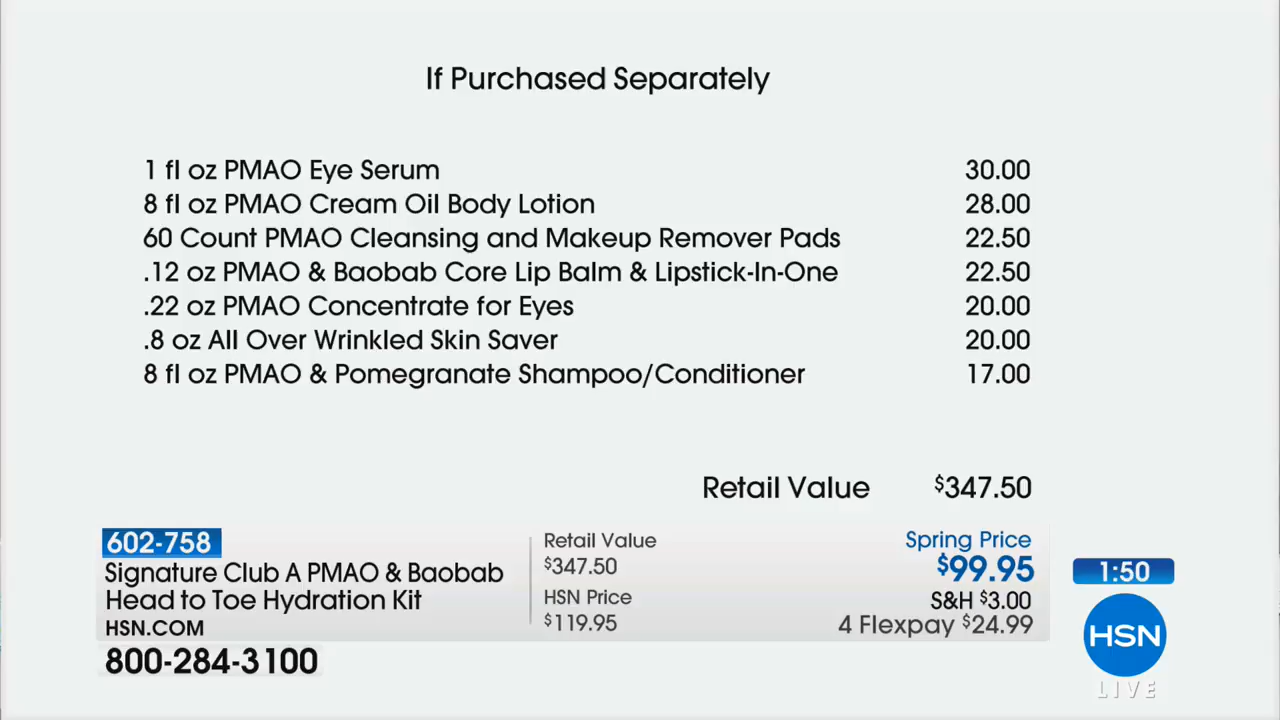 If Purchased Separately
1 fl oz PMAO Eye Serum 30.00
8 fl oz PMAO Cream Oil Body Lotion 28.00
60 Count PMAO Cleansing and Makeup Remover Pads 22.50
.12 oz PMAO & Baobab Core Lip Balm & Lipstick-In-One 22.50
.22 oz PMAO Concentrate for Eyes 20.00
.8 oz All Over Wrinkled Skin Saver 20.00
8 fl oz PMAO & Pomegranate Shampoo/Conditioner 17.00
Retail Value $347.50
602-758
Signature Club A PMAO & Baobab
Head to Toe Hydration Kit
HSN.COM
800-284-3100
Retail Value
$347.50
HSN Price
$119.95
Spring Price
$99.95
S&H $3.00
4 Flexpay $24.99
1:50
HSN
LIVE